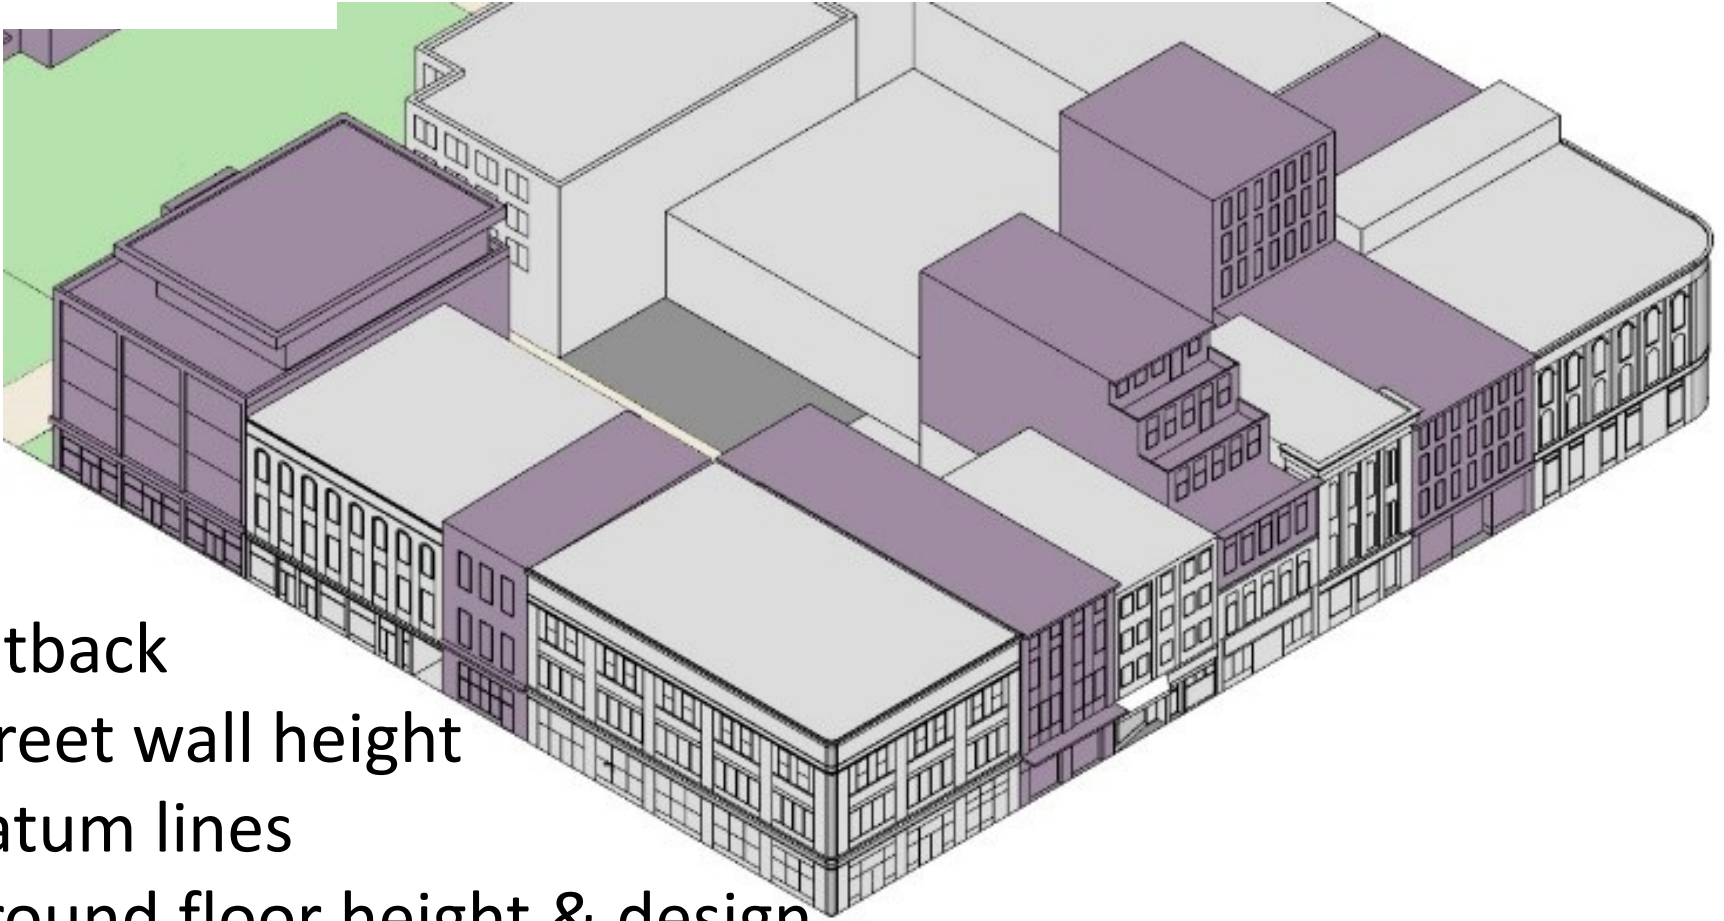 tback
reet wall height
atum lines
round floor height & design